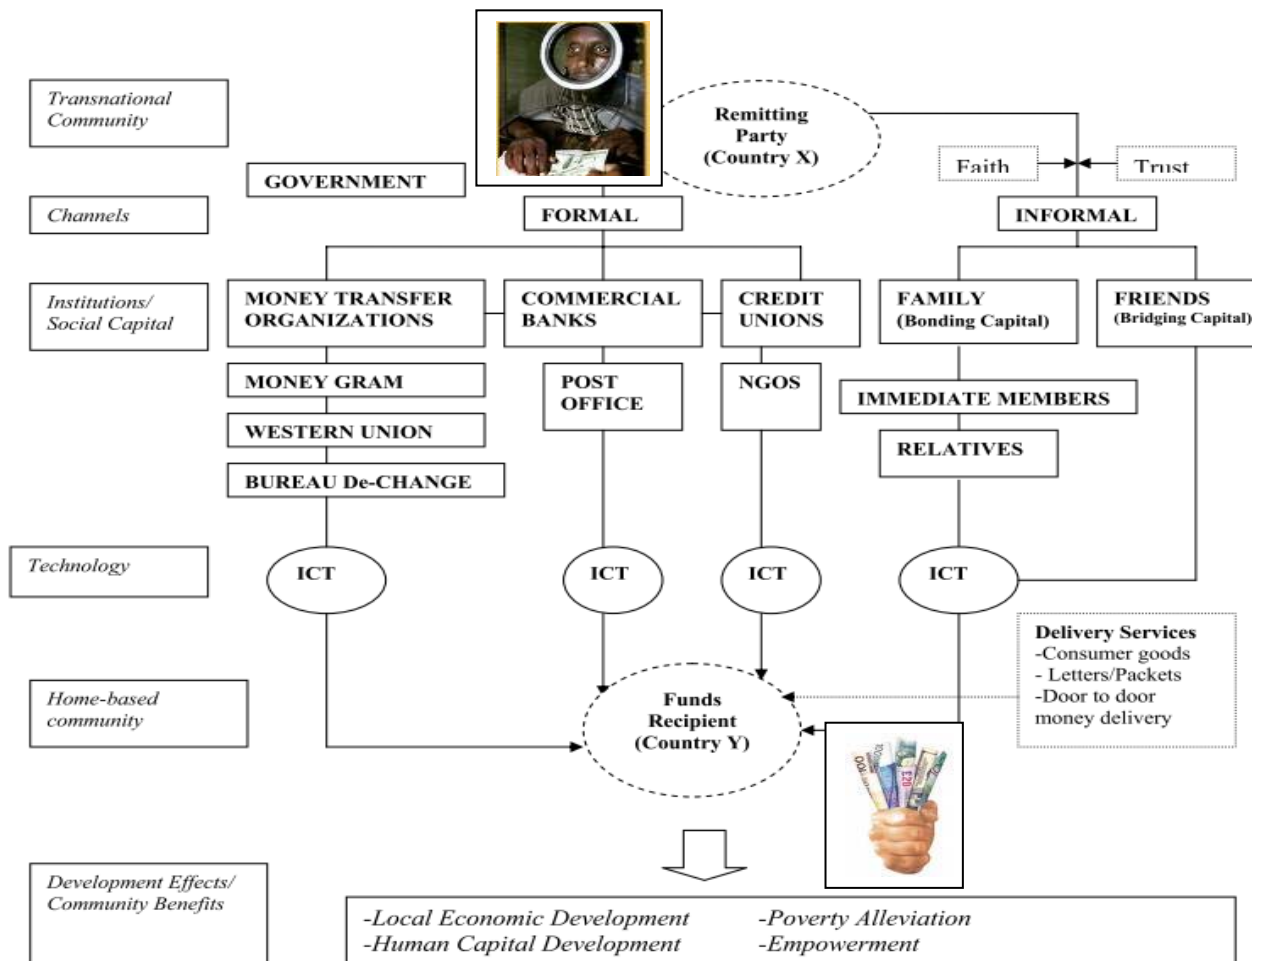 Transnational
Community
Remitting
Party
(Country X)
Faith
Trust
GOVERNMENT
Channels
FORMAL
INFORMAL
Institutions/
Social Capital
MONEY TRANSFER
ORGANIZATIONS
COMMERCIAL
BANKS
CREDIT
UNIONS
FAMILY
(Bonding Capital)
FRIENDS
(Bridging Capital)
MONEY GRAM
POST
OFFICE
NGOS
IMMEDIATE MEMBERS
WESTERN UNION
RELATIVES
BUREAU De-CHANGE
Technology
ICT
ICT
ICT
ICT
Delivery Services
-Consumer goods
- Letters/Packets
-Door to door
money delivery
Home-based
community
Funds
Recipient
(Country Y)
100
£20
Development Effects/
Community Benefits
-Local Economic Development
-Poverty Alleviation
-Human Capital Development
-Empowerment